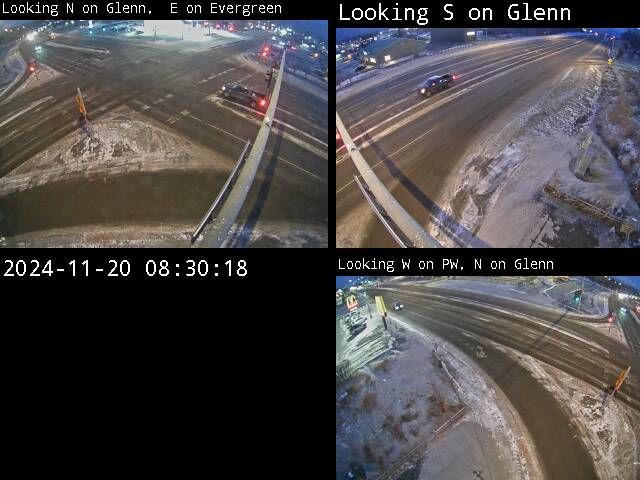 Looking N on Glenn,  E on Evergreen
Looking S on Glenn
2024-11-20 08:30:18
Looking W on PW, N on Glenn